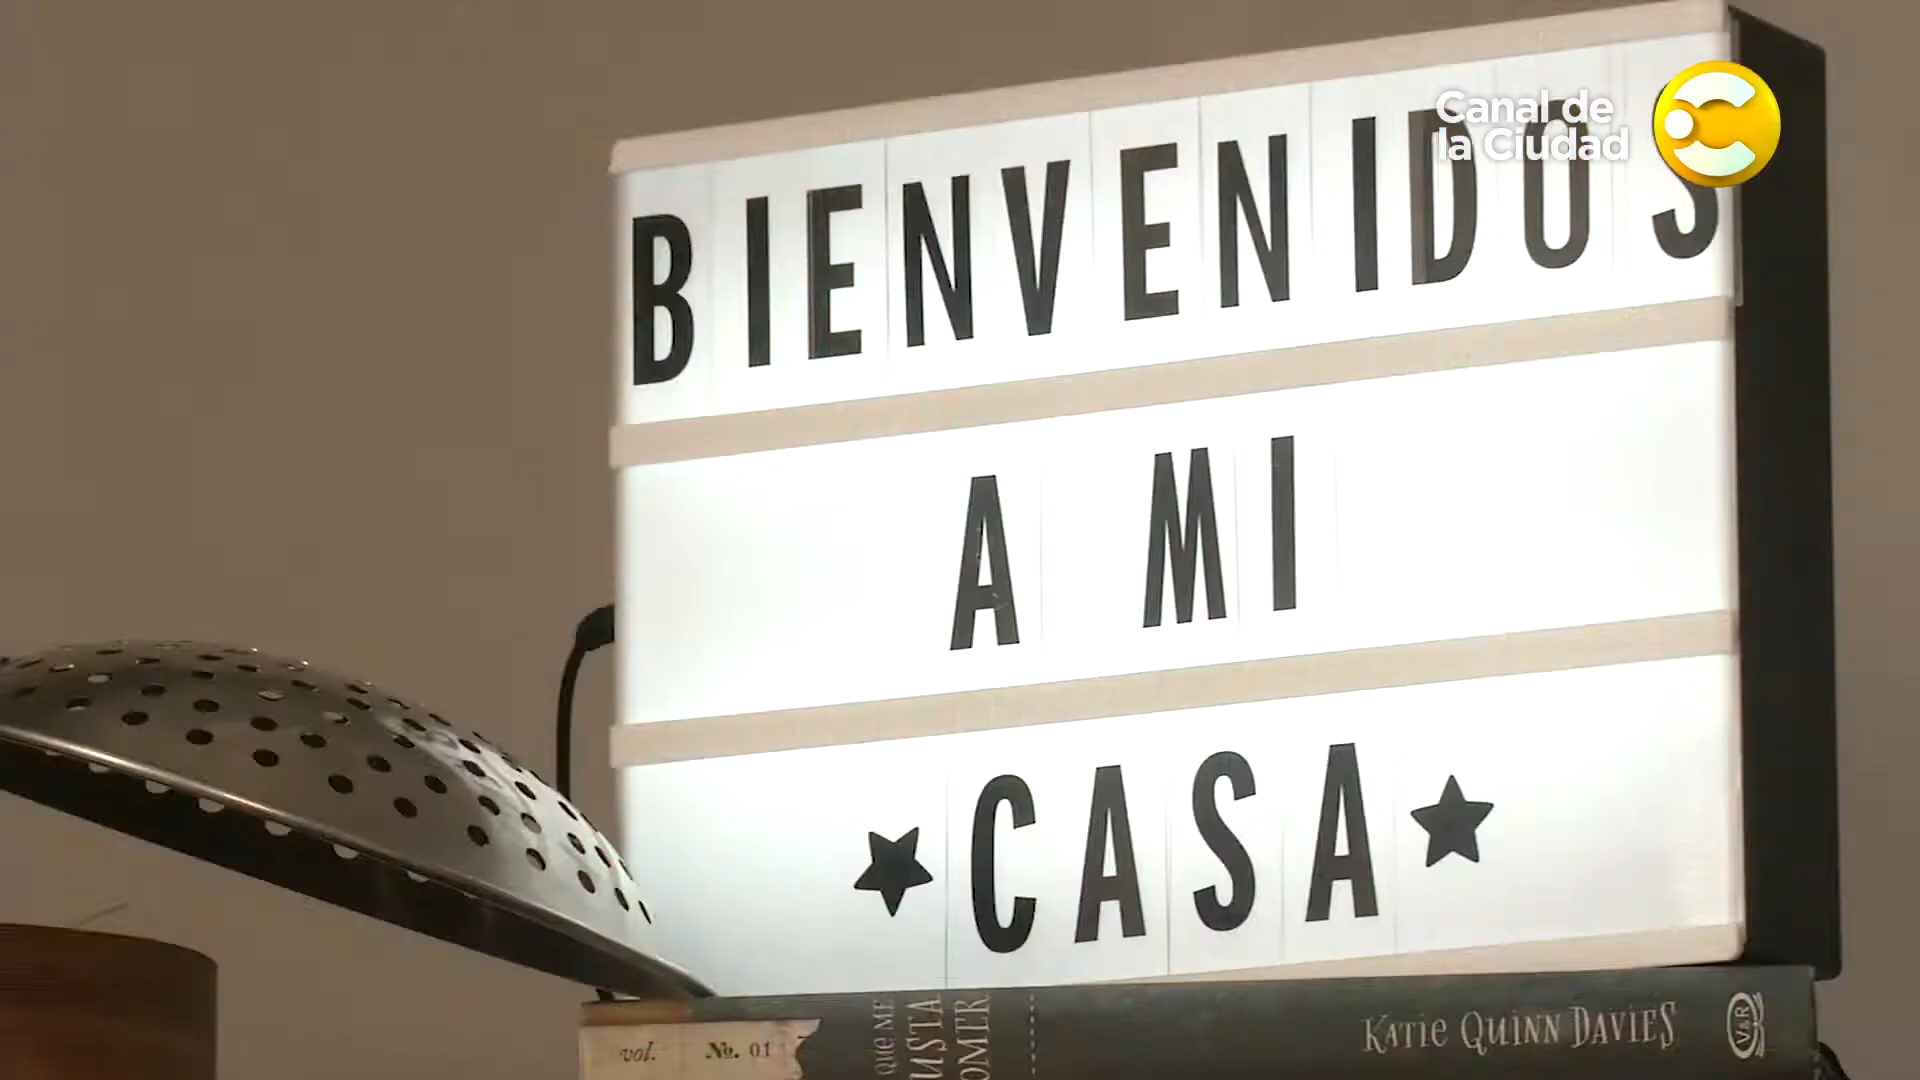 Canal de
la Ciudad
BIENVENIDOS
A MI
★CASA★
vol. No. 01
QUE ME
GUSTA
COMER
KATIE QUINN DAVIES
V&R